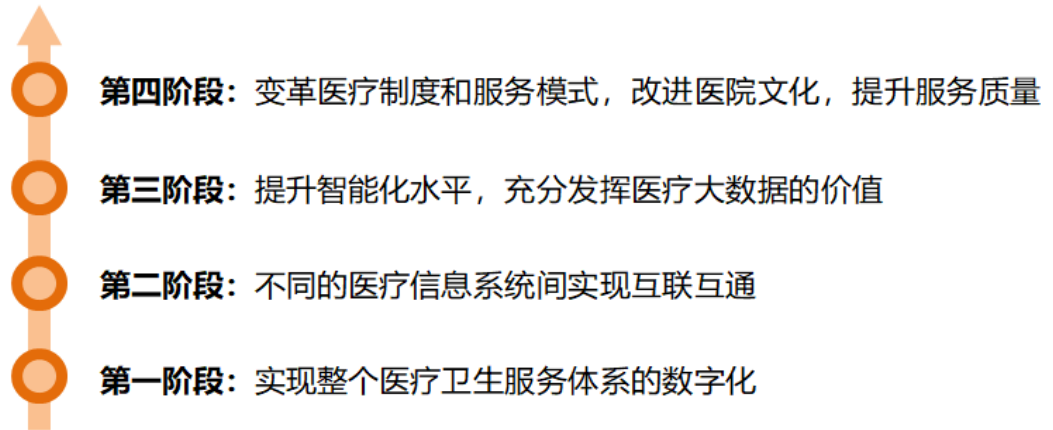 第四阶段：变革医疗制度和服务模式，改进医院文化，提升服务质量
第三阶段：提升智能化水平，充分发挥医疗大数据的价值
第二阶段：不同的医疗信息系统间实现互联互通
第一阶段：实现整个医疗卫生服务体系的数字化